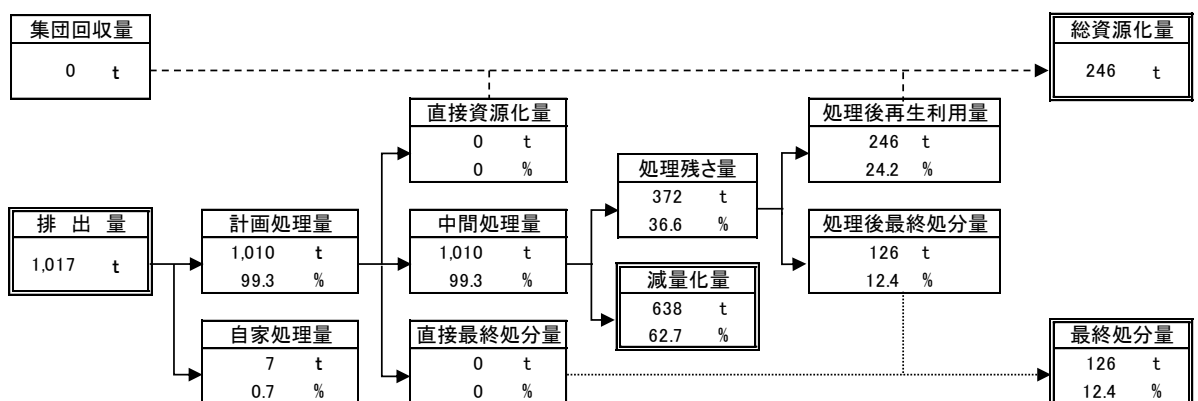 集団回収量
0 t
総資源化量
246 t
直接資源化量
0 t
0 %
処理後再生利用量
246 t
24.2 %
処理残さ量
372 t
36.6 %
排 出 量
1,017 t
計画処理量
1,010 t
99.3 %
中間処理量
1,010 t
99.3 %
処理後最終処分量
126 t
12.4 %
減量化量
638 t
62.7 %
自家処理量
7 t
0.7 %
直接最終処分量
0 t
0 %
最終処分量
126 t
12.4 %